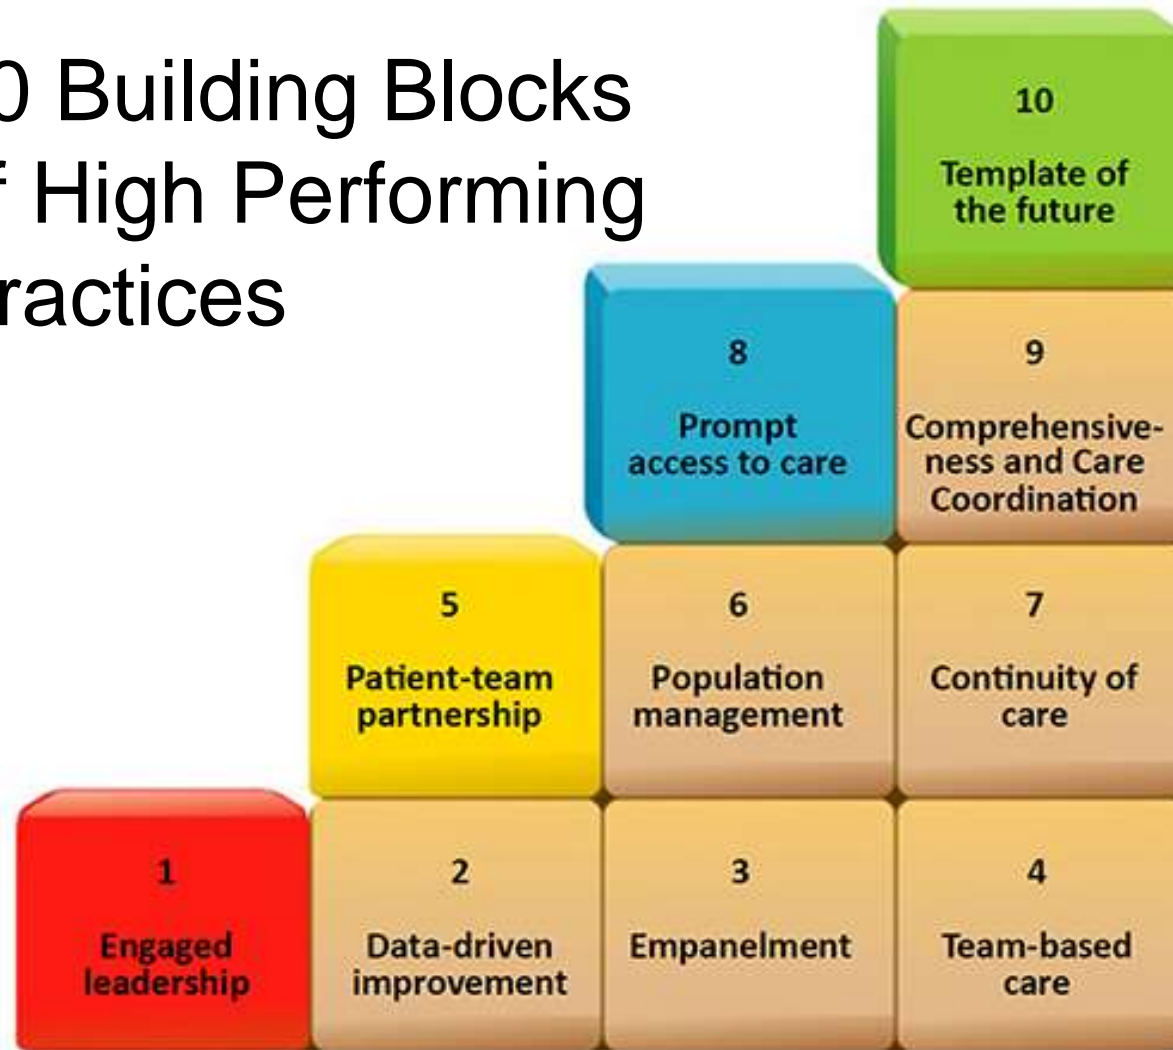 0 Building Blocks
f High Performing
ractices
10
Template of
the future
8
Prompt
access to care
9
Comprehensive-
ness and Care
Coordination
5
Patient-team
partnership
6
Population
management
7
Continuity of
care
1
Engaged
leadership
2
Data-driven
improvement
3
Empanelment
4
Team-based
care